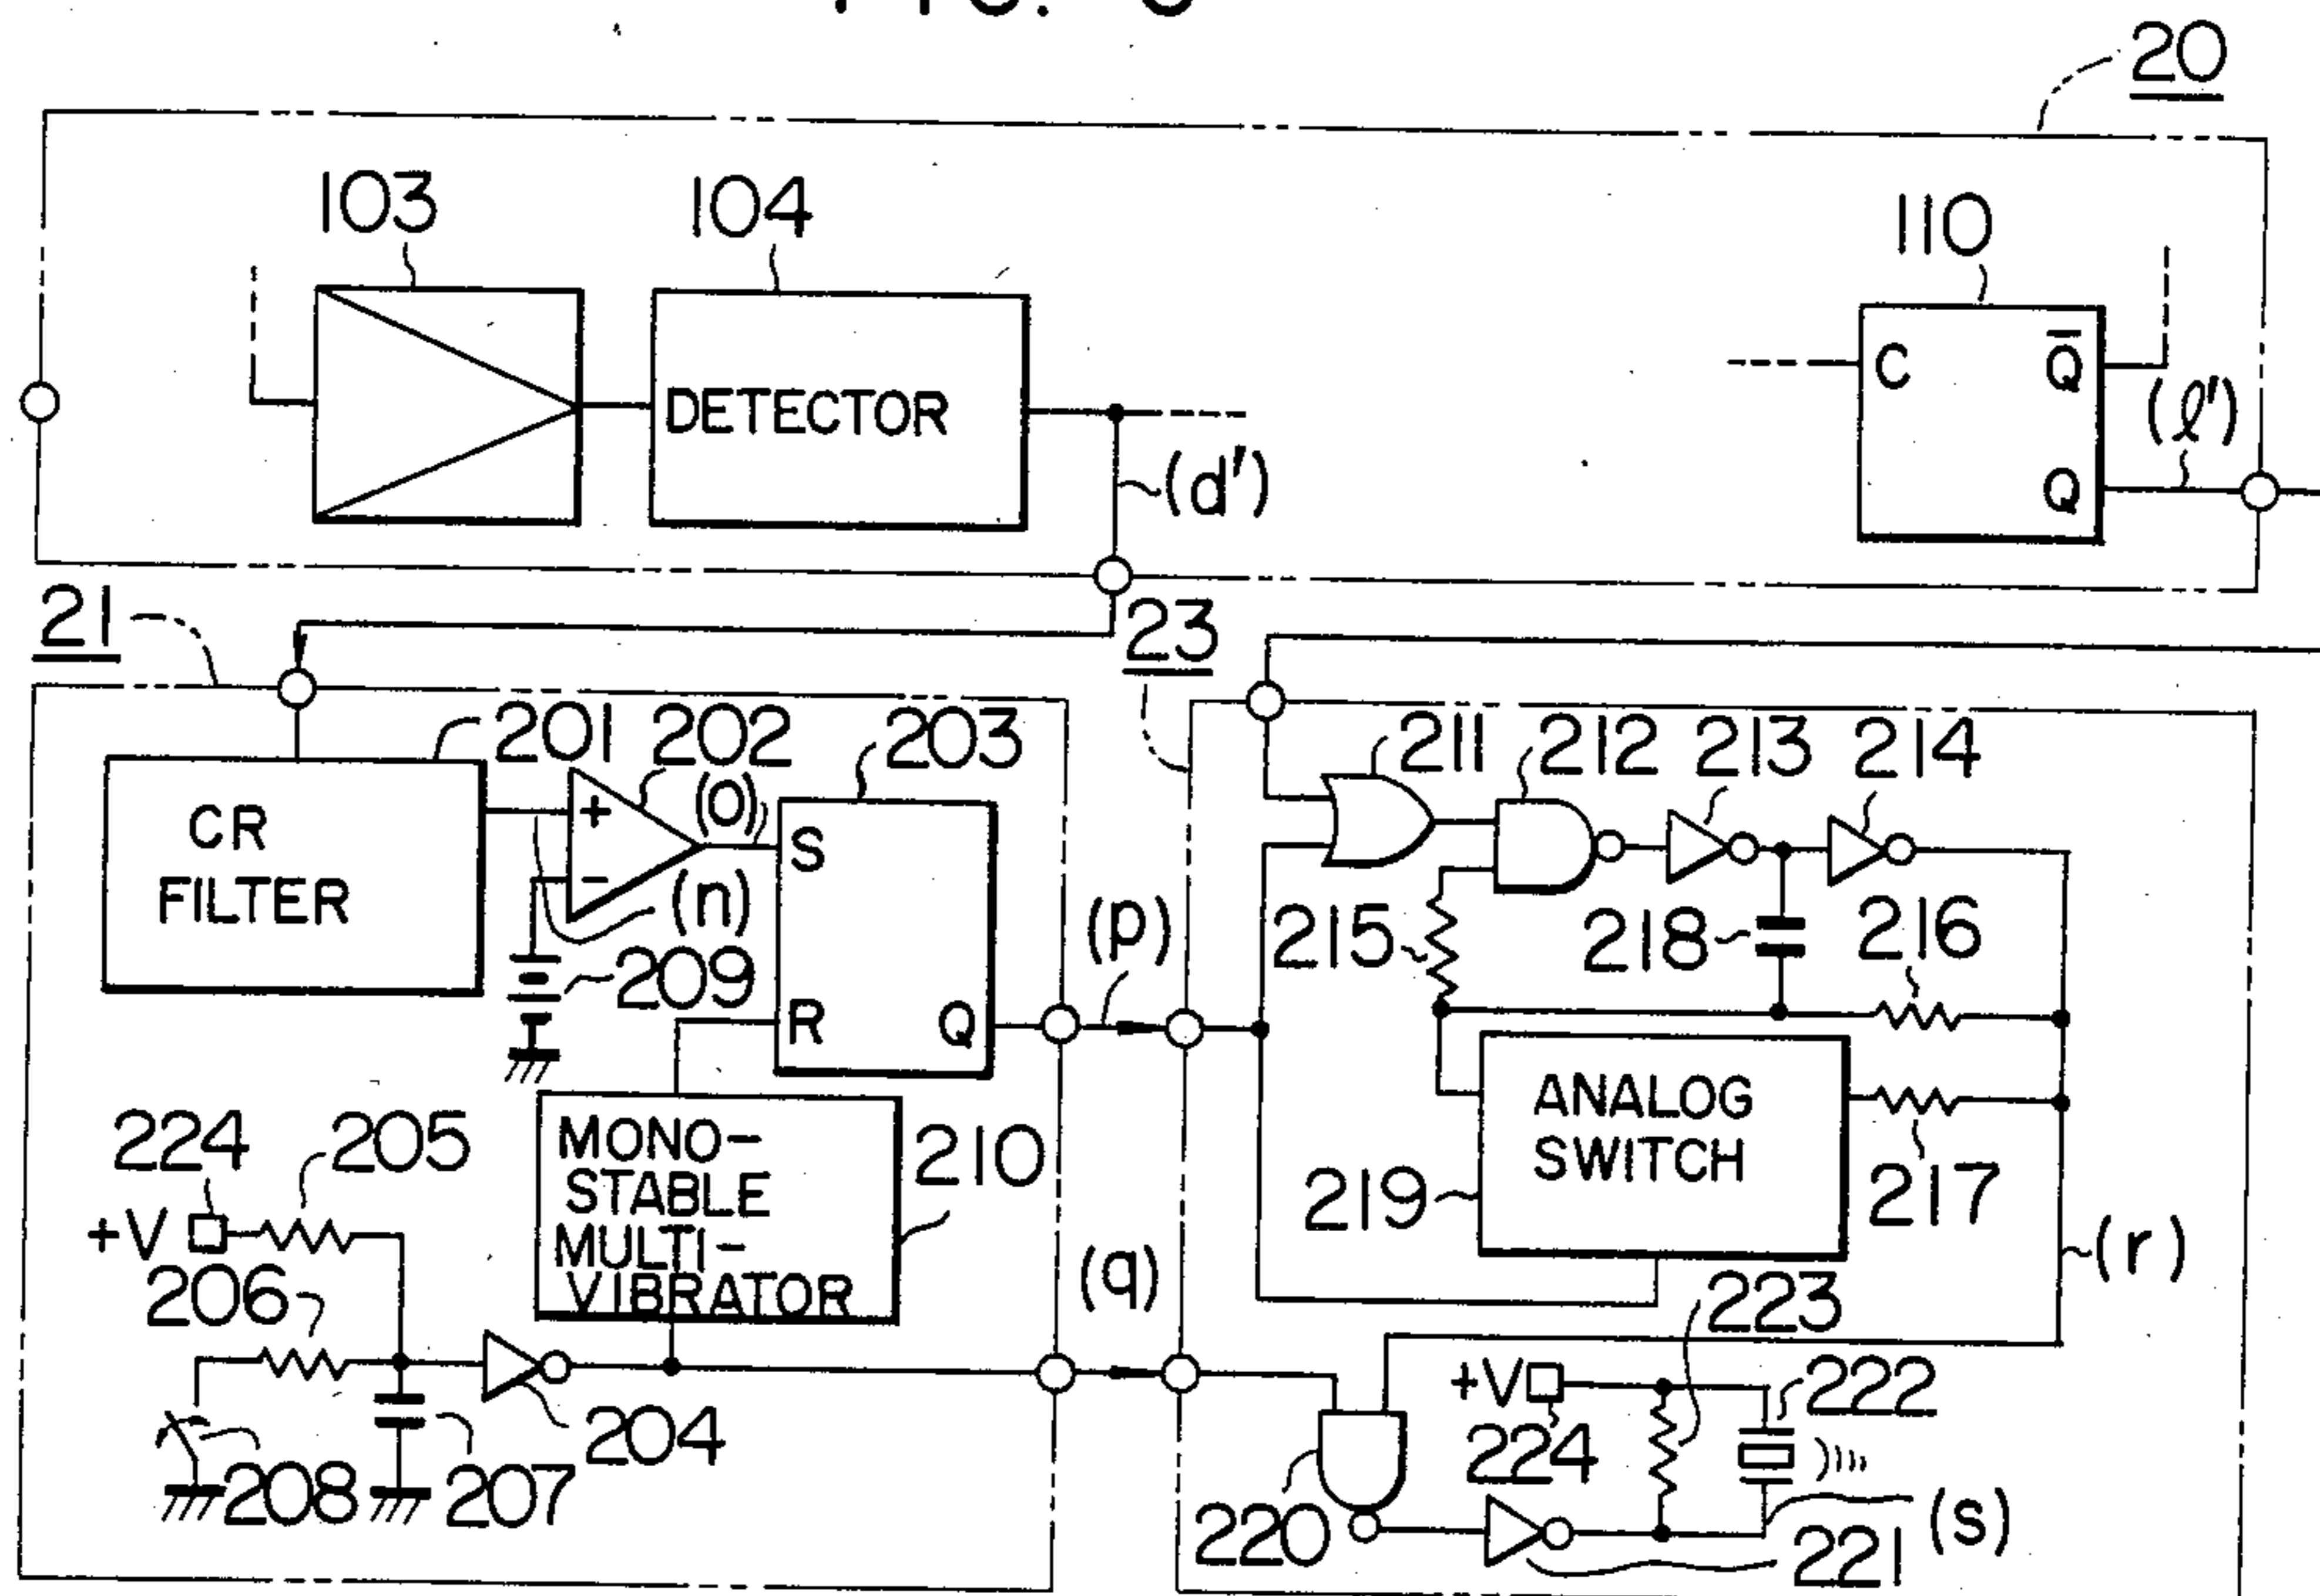 20
103
104
110
DETECTOR
C
Q̅
Q
(ℓ')
(d')
21
23
201
202
203
(o)
CR
FILTER
+
-
(n)
S
R
Q
209
(p)
211
212
213
214
215
218
216
ANALOG
SWITCH
219
217
(r)
224
205
+V
206
MONO-
STABLE
MULTI-
VIBRATOR
210
(q)
204
208
207
223
+V
224
222
220
221
(s)